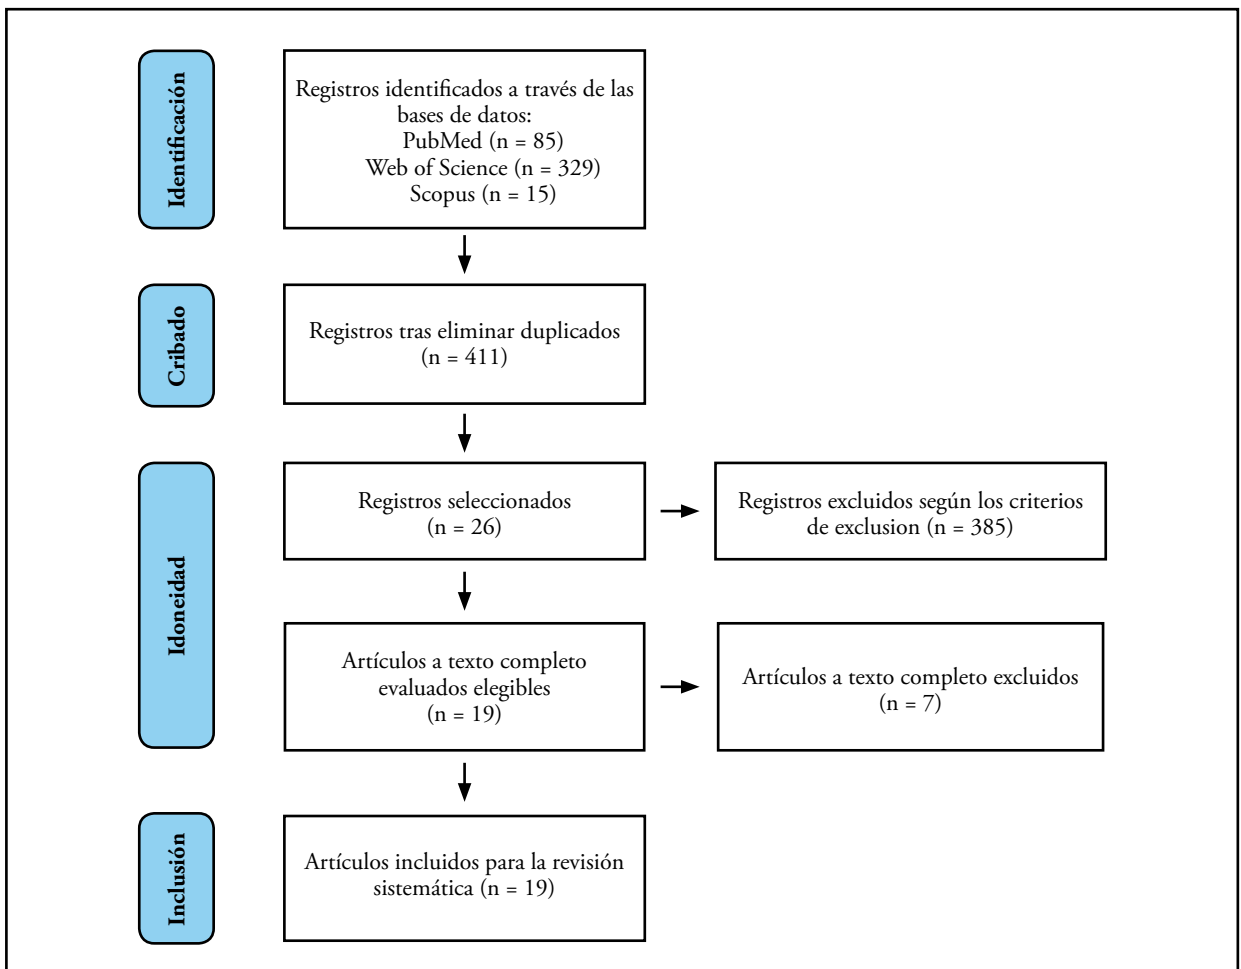 Identificación
Registros identificados a través de las
bases de datos:
PubMed (n = 85)
Web of Science (n = 329)
Scopus (n = 15)
Cribado
Registros tras eliminar duplicados
(n = 411)
Idoneidad
Registros seleccionados
(n = 26)
Registros excluidos según los criterios
de exclusion (n = 385)
Artículos a texto completo
evaluados elegibles
(n = 19)
Artículos a texto completo excluidos
(n = 7)
Inclusión
Artículos incluidos para la revisión
sistemática (n = 19)